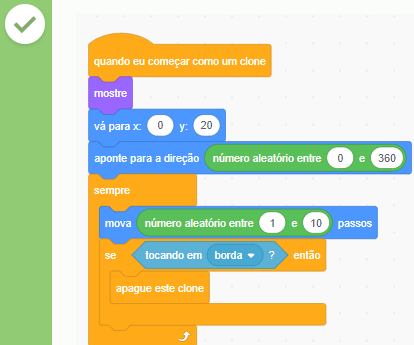 quando eu começar como um clone
mostre
vá para x: 0 y: 20
aponte para a direção número aleatório entre 0 e 360
sempre
mova número aleatório entre 1 e 10 passos
se tocando em borda ? então
apague este clone